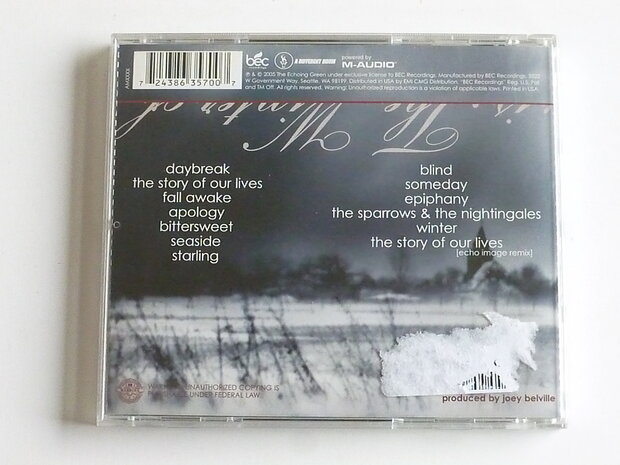 7 24386 35700 7
bec
recordings
A DIFFERENT DRUM
powered by
M-AUDIO
℗ & © 2005 The Echoing Green under exclusive license to BEC Recordings. Manufactured by BEC Recordings,
W Government Way, Seattle, WA 98199. Distributed in USA by EMI CMG Distribution. "BEC Recordings" Reg. U.S. Pat
and TM Off. All rights reserved. Warning: Unauthorized reproduction is a violation of applicable laws. Printed in USA.
The Winter of
daybreak
the story of our lives
fall awake
apology
bittersweet
seaside
starling
blind
someday
epiphany
the sparrows & the nightingales
winter
the story of our lives
[echo image remix]
UNAUTHORIZED COPYING IS
UNDER FEDERAL LAW
produced by joey belville